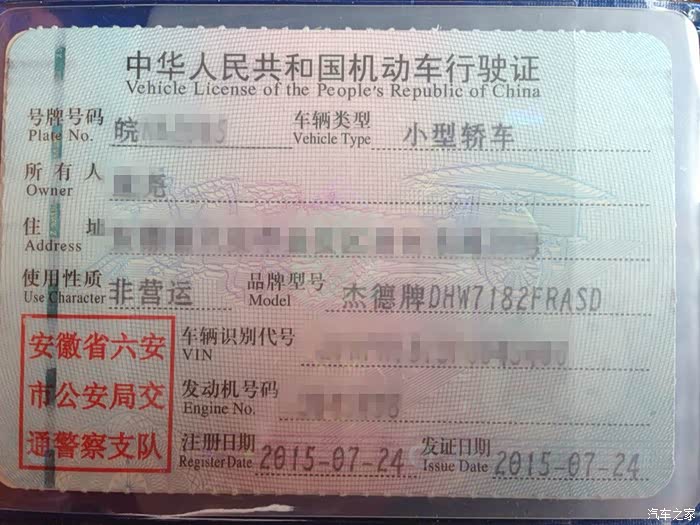 中华人民共和国机动车行驶证
Vehicle License of the People's Republic of China
号牌号码 皖 车辆类型 小型轿车
Plate No. Vehicle Type
所有人
Owner
住址
Address
使用性质 非营运 品牌型号 杰德牌DHW7182FRASD
Use Character Model
安徽省六安
市公安局交
通警察支队
车辆识别代号
VIN
发动机号码
Engine No.
注册日期 2015-07-24 发证日期 2015-07-24
Register Date Issue Date
汽车之家